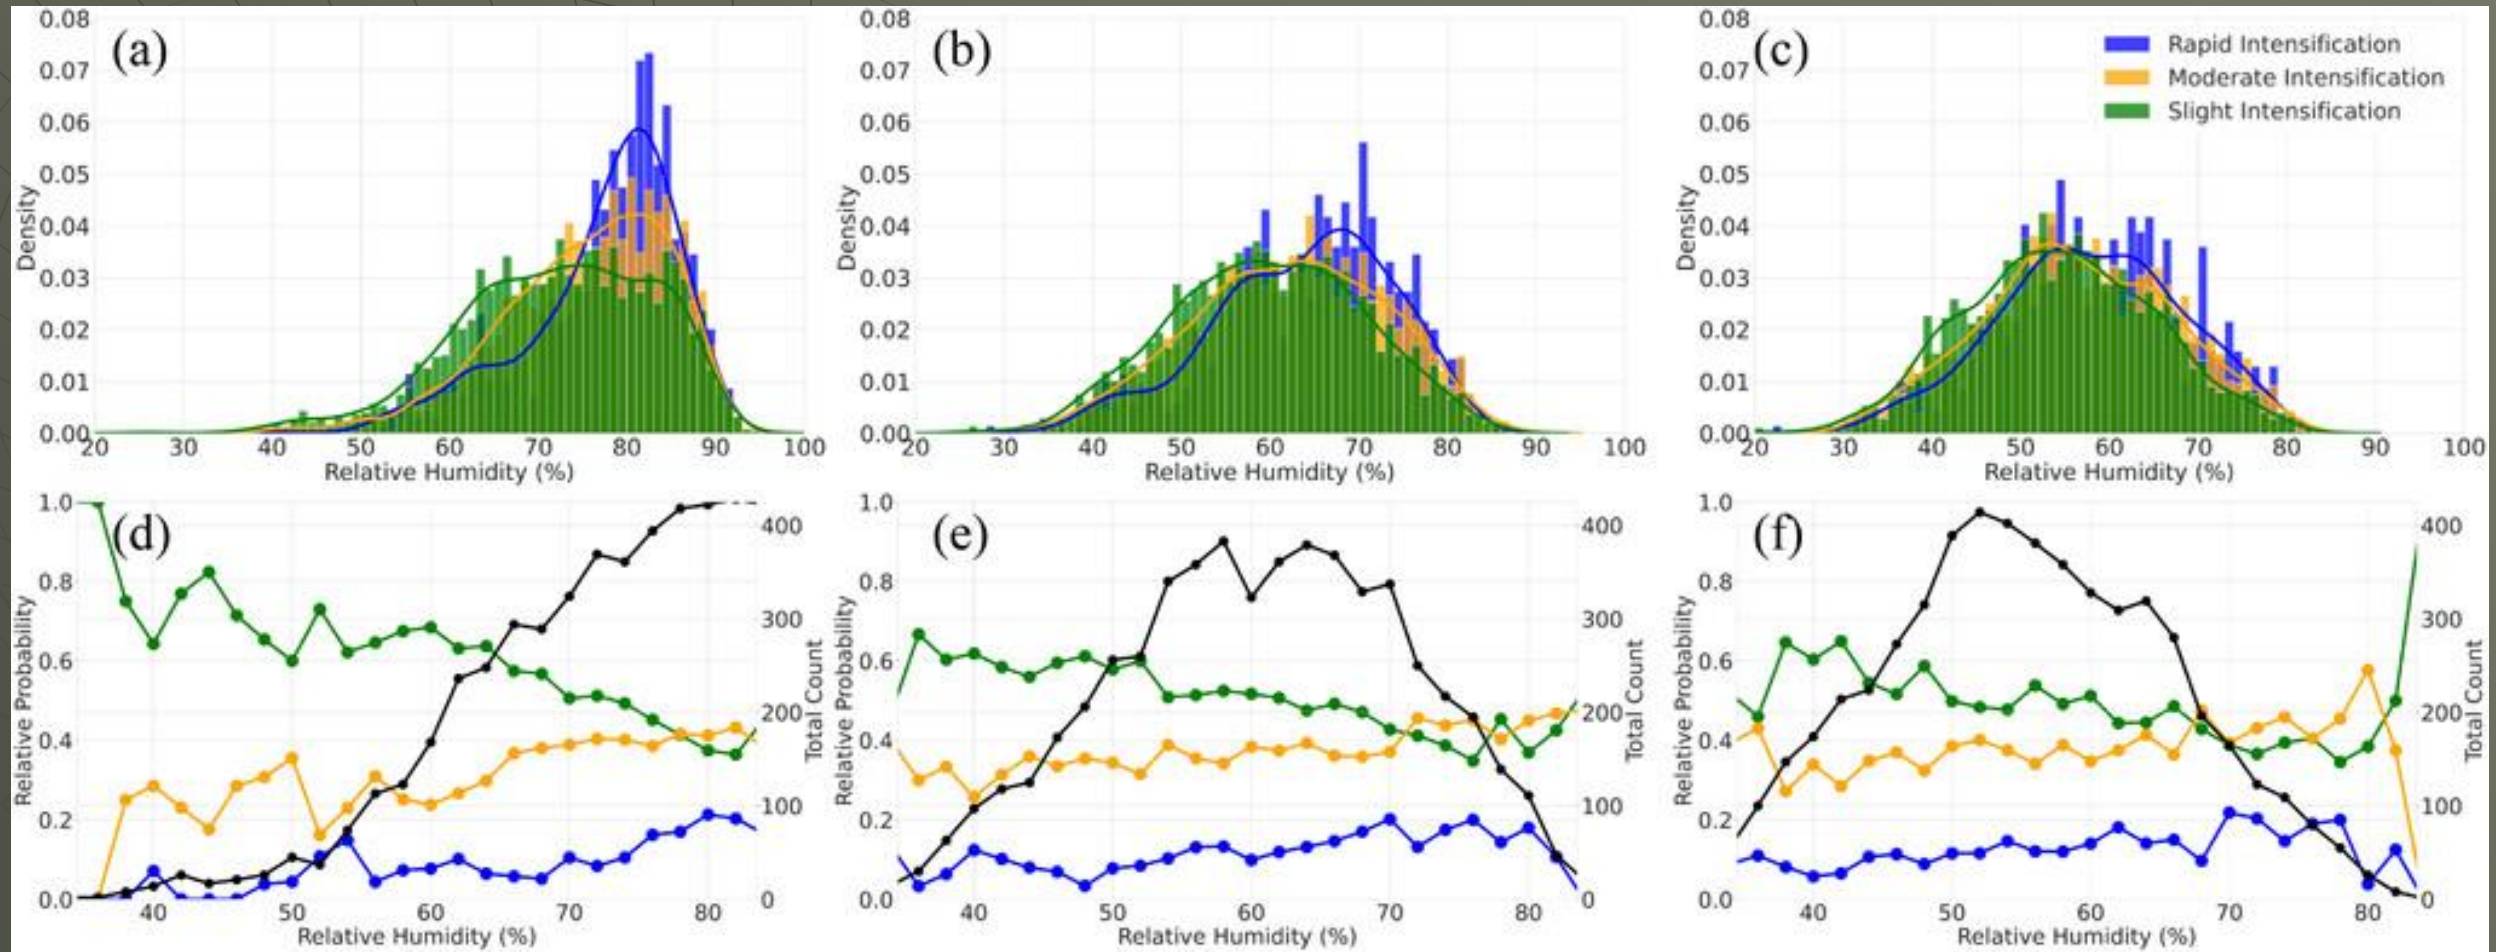 (a)
0.08
0.07
0.06
0.05
0.04
0.03
0.02
0.01
0.00
Density
20 30 40 50 60 70 80 90 100
Relative Humidity (%)
(b)
0.08
0.07
0.06
0.05
0.04
0.03
0.02
0.01
0.00
Density
20 30 40 50 60 70 80 90 100
Relative Humidity (%)
(c)
0.08
0.07
0.06
0.05
0.04
0.03
0.02
0.01
0.00
Density
Rapid Intensification
Moderate Intensification
Slight Intensification
20 30 40 50 60 70 80 90 100
Relative Humidity (%)
(d)
1.0
0.8
0.6
0.4
0.2
0.0
Relative Probability
400
300
200
100
0
Total Count
40 50 60 70 80
Relative Humidity (%)
(e)
1.0
0.8
0.6
0.4
0.2
0.0
Relative Probability
400
300
200
100
0
Total Count
40 50 60 70 80
Relative Humidity (%)
(f)
1.0
0.8
0.6
0.4
0.2
0.0
Relative Probability
400
300
200
100
0
Total Count
40 50 60 70 80
Relative Humidity (%)